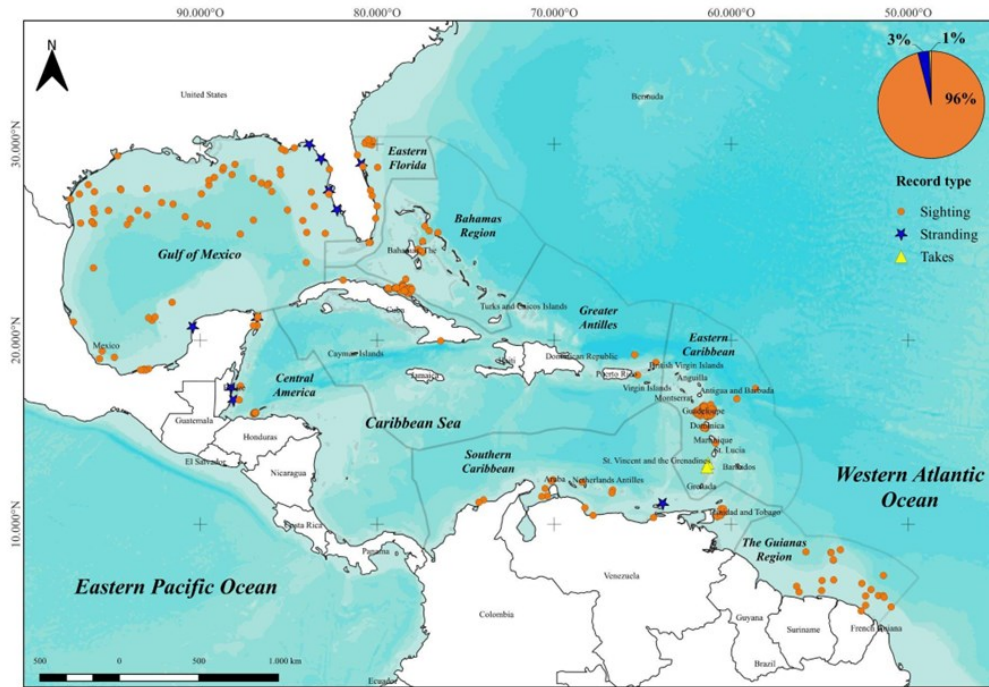 90.000°O 80.000°O 70.000°O 60.000°O 50.000°O
N
3% 1%
96%
United States
Bermuda
30.000°N
Eastern
Florida
Record type
Sighting
Stranding
Takes
Bahamas
Region
Gulf of Mexico
Bahamas, The
Cuba
Turks and Caicos Islands
Greater
Antilles
20.000°N
Mexico
Cayman Islands
Haiti
Dominican Republic
Eastern
Caribbean
British Virgin Islands
Puerto Rico
Jamaica
Anguilla
Virgin Islands
Antigua and Barbuda
Montserrat
Central
America
Guadeloupe
Guatemala
Caribbean Sea
Dominica
Honduras
Martinique
St. Lucia
El Salvador
Southern
Caribbean
St. Vincent and the Grenadines
Barbados
Nicaragua
Aruba
Netherlands Antilles
Grenada
Western Atlantic
Ocean
10.000°N
Costa Rica
Trinidad and Tobago
Panama
The Guianas
Region
Eastern Pacific Ocean
Venezuela
Colombia
Guyana
Suriname
French Guiana
500 0 500 1.000 km
Brazil
Ecuador